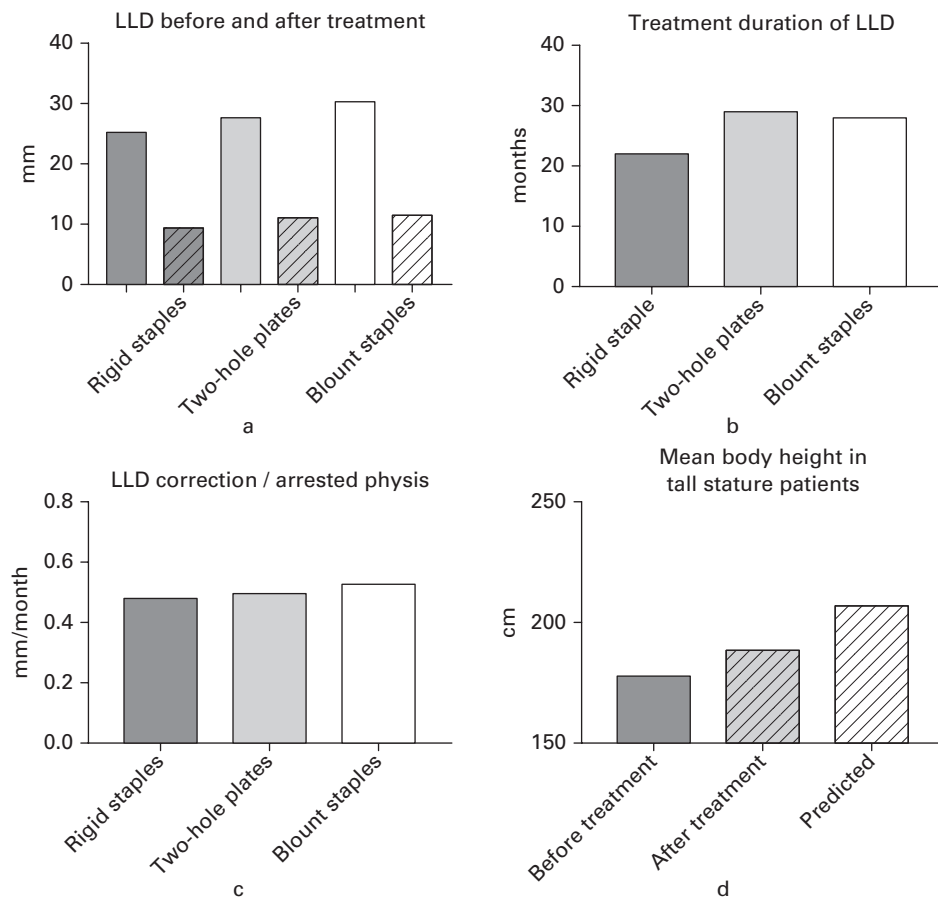 LLD before and after treatment
40
30
20
10
0
mm
Rigid staples
Two-hole plates
Blount staples
a
Treatment duration of LLD
40
30
20
10
0
months
Rigid staple
Two-hole plates
Blount staples
b
LLD correction / arrested physis
0.8
0.6
0.4
0.2
0.0
mm/month
Rigid staples
Two-hole plates
Blount staples
c
Mean body height in
tall stature patients
250
200
150
cm
Before treatment
After treatment
Predicted
d